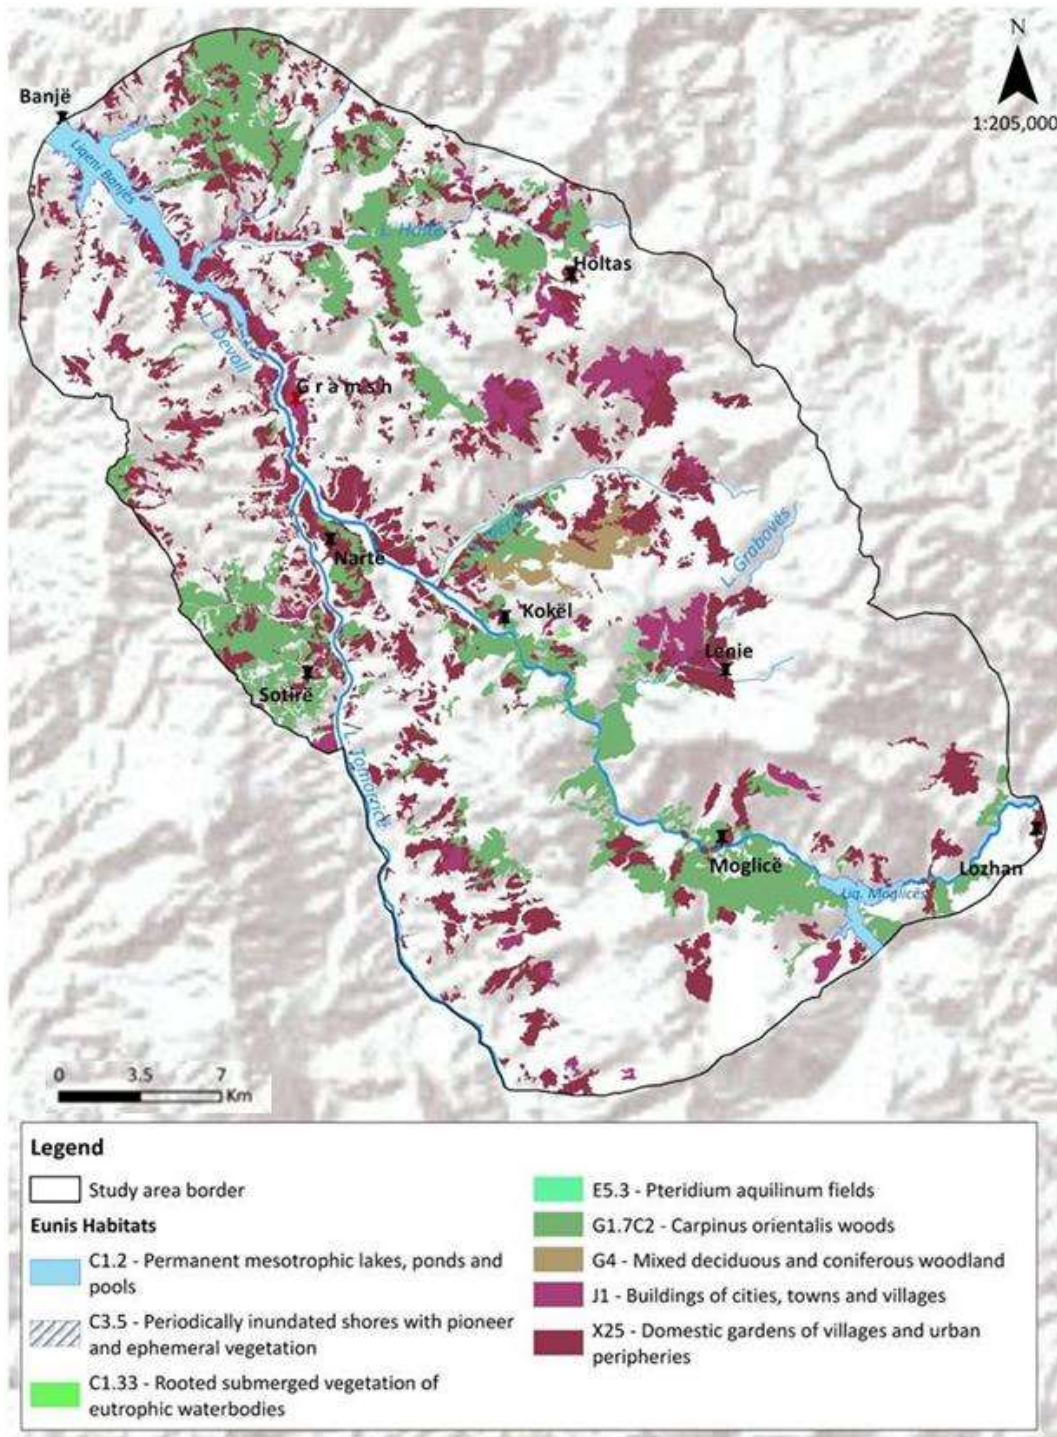 N
1:205,000
Banjë
Liqeni Banjës
L. Holta
Holtas
L. Devoll
Gramsh
L. Grabovës
Nartë
Kokël
Lenie
Sotirë
L. Tomorricë
Moglicë
Lozhan
Liq. Moglicës
0 3.5 7
Km
Legend
Study area border
Eunis Habitats
C1.2 - Permanent mesotrophic lakes, ponds and
pools
C3.5 - Periodically inundated shores with pioneer
and ephemeral vegetation
C1.33 - Rooted submerged vegetation of
eutrophic waterbodies
E5.3 - Pteridium aquilinum fields
G1.7C2 - Carpinus orientalis woods
G4 - Mixed deciduous and coniferous woodland
J1 - Buildings of cities, towns and villages
X25 - Domestic gardens of villages and urban
peripheries